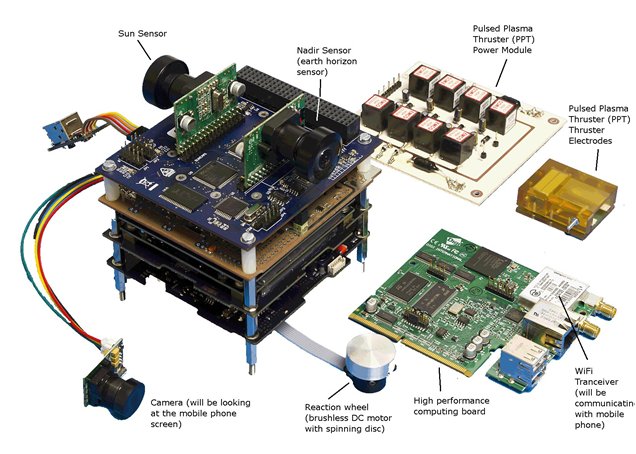 Sun Sensor
Nadir Sensor
(earth horizon
sensor)
Pulsed Plasma
Thruster (PPT)
Power Module
Pulsed Plasma
Thruster (PPT)
Thruster
Electrodes
Camera (will be looking
at the mobile phone
screen)
Reaction wheel
(brushless DC motor
with spinning disc)
High performance
computing board
WiFi
Tranceiver
(will be
communicatin
with mobile
phone)